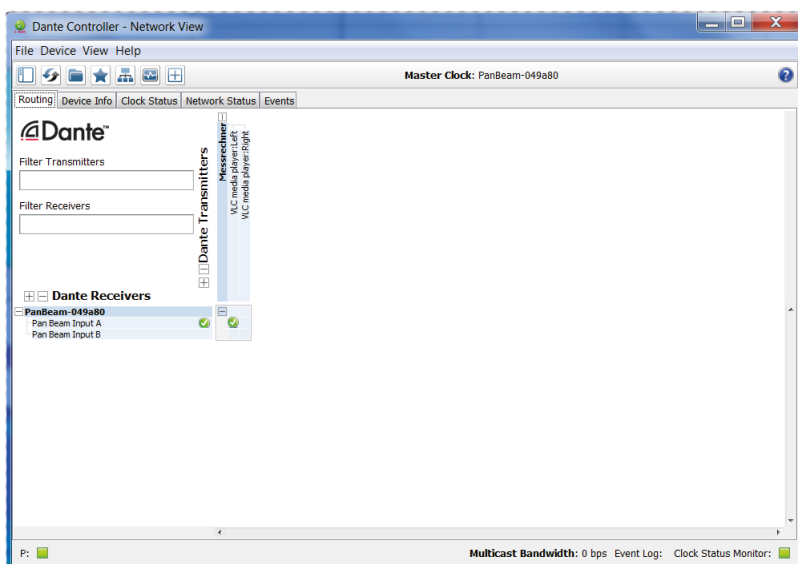 Dante Controller - Network View
File Device View Help
Master Clock: PanBeam-049a80
Routing Device Info Clock Status Network Status Events
Dante™
Filter Transmitters
Filter Receivers
Dante Transmitters
Messrechner
VLC media player:Left
VLC media player:Right
Dante Receivers
PanBeam-049a80
Pan Beam Input A
Pan Beam Input B
P:
Multicast Bandwidth: 0 bps Event Log: Clock Status Monitor: